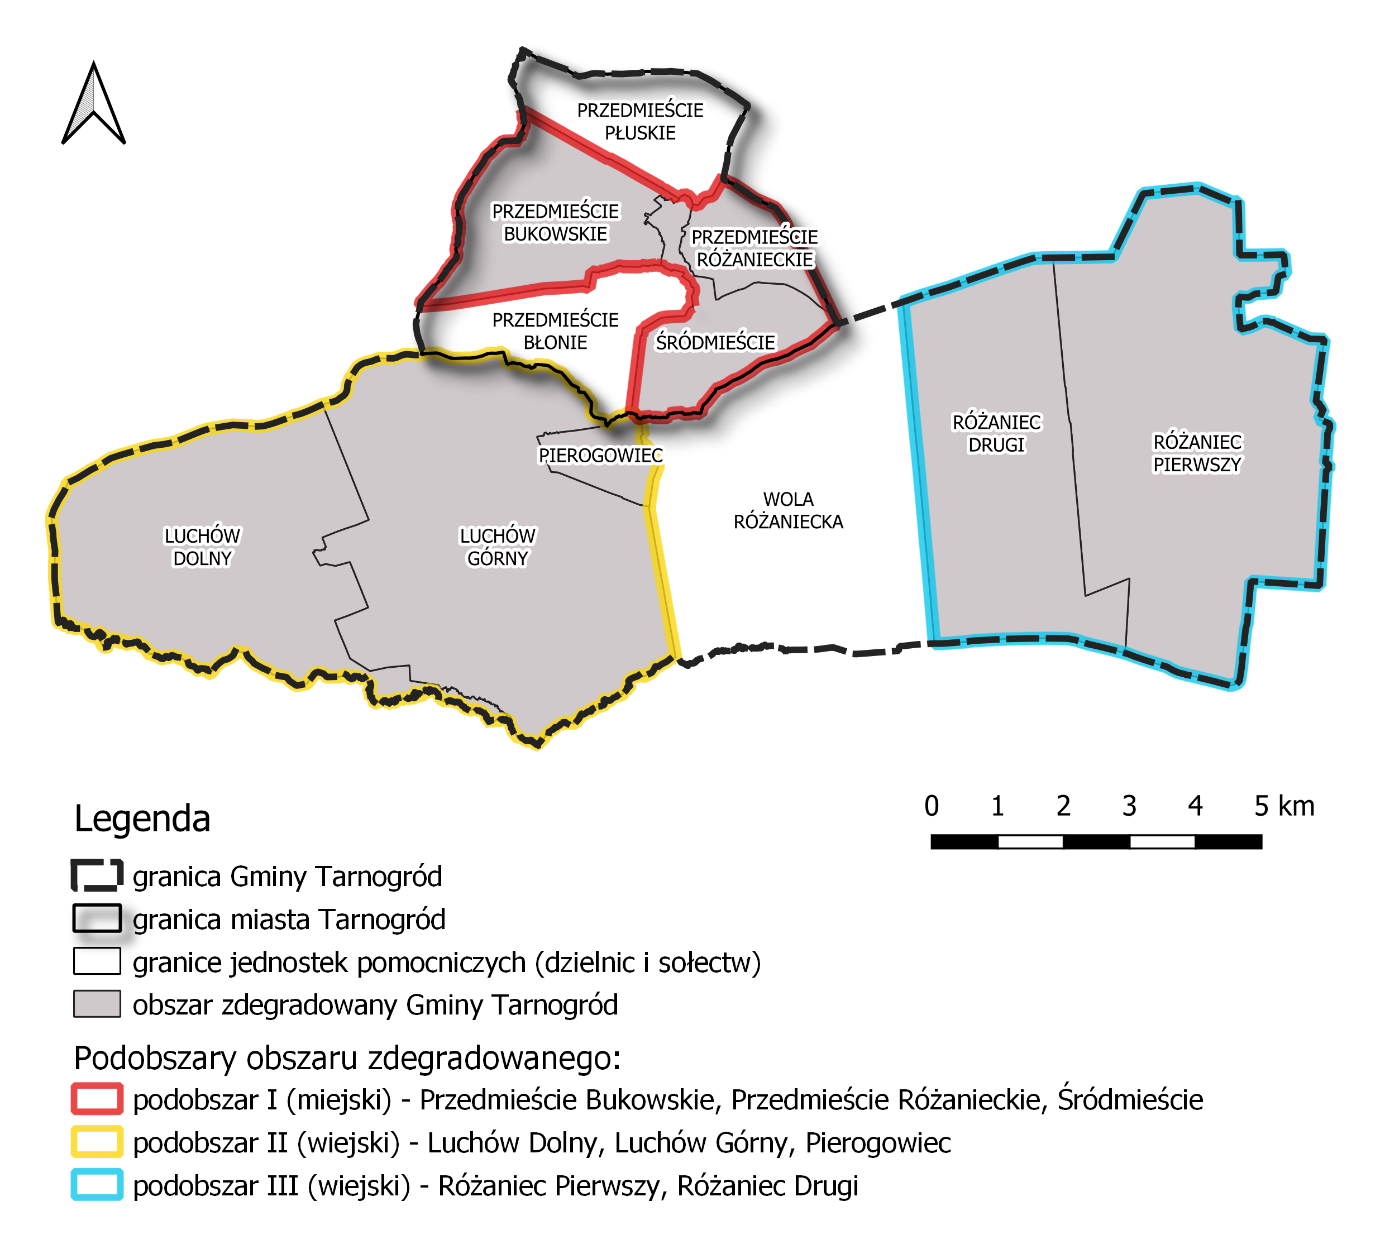 PRZEDMIEŚCIE
PŁUSKIE
PRZEDMIEŚCIE
BUKOWSKIE
PRZEDMIEŚCIE
RÓŻANIECKIE
PRZEDMIEŚCIE
BŁONIE
ŚRÓDMIEŚCIE
RÓŻANIEC
DRUGI
RÓŻANIEC
PIERWSZY
PIEROGOWIEC
WOLA
RÓŻANIECKA
LUCHÓW
DOLNY
LUCHÓW
GÓRNY
0 1 2 3 4 5 km
Legenda
granica Gminy Tarnogród
granica miasta Tarnogród
granice jednostek pomocniczych (dzielnic i sołectw)
obszar zdegradowany Gminy Tarnogród
Podobszary obszaru zdegradowanego:
podobszar I (miejski) - Przedmieście Bukowskie, Przedmieście Różanieckie, Śródmieście
podobszar II (wiejski) - Luchów Dolny, Luchów Górny, Pierogowiec
podobszar III (wiejski) - Różaniec Pierwszy, Różaniec Drugi